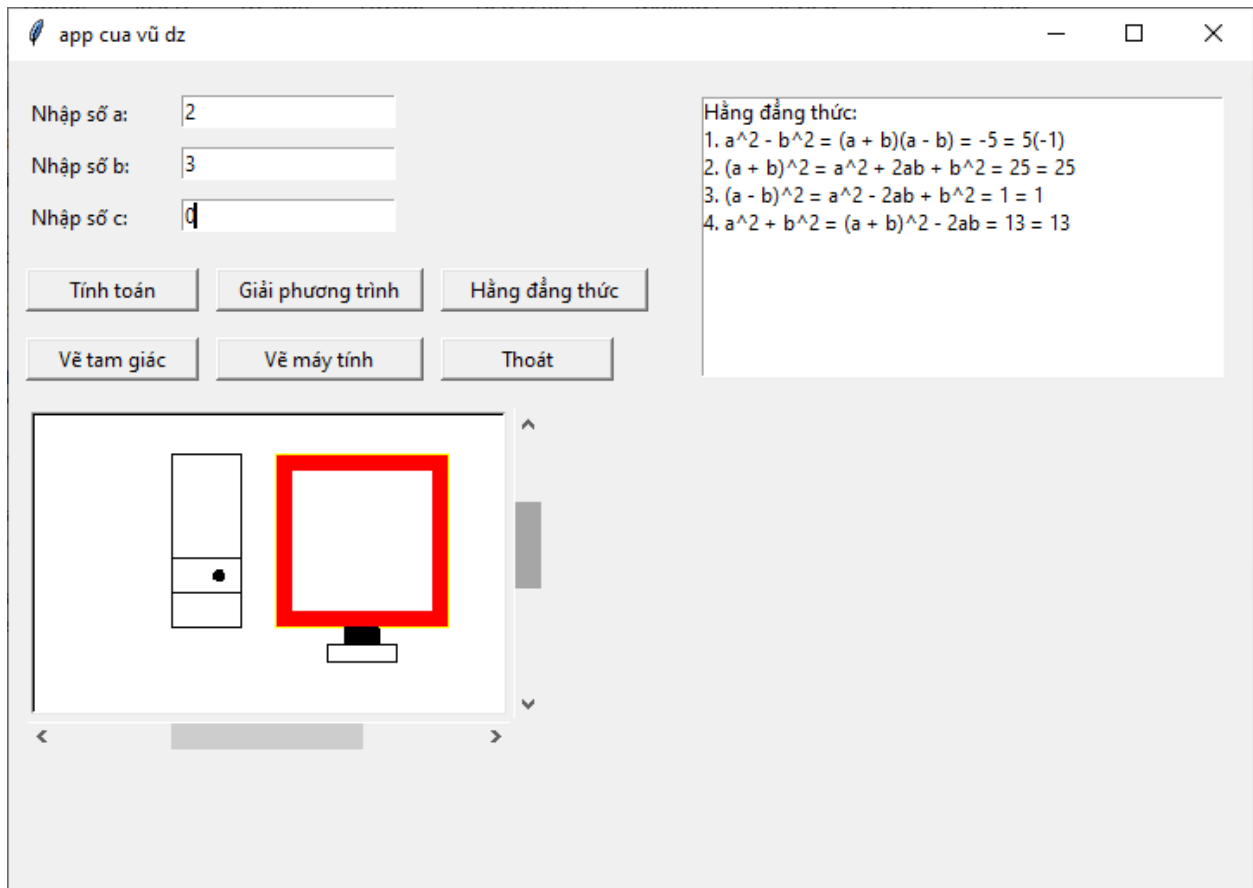 app cua vũ dz
Nhập số a: 2
Nhập số b: 3
Nhập số c: 0
Tính toán Giải phương trình Hằng đẳng thức
Vẽ tam giác Vẽ máy tính Thoát
Hằng đẳng thức:
1. a^2 - b^2 = (a + b)(a - b) = -5 = 5(-1)
2. (a + b)^2 = a^2 + 2ab + b^2 = 25 = 25
3. (a - b)^2 = a^2 - 2ab + b^2 = 1 = 1
4. a^2 + b^2 = (a + b)^2 - 2ab = 13 = 13